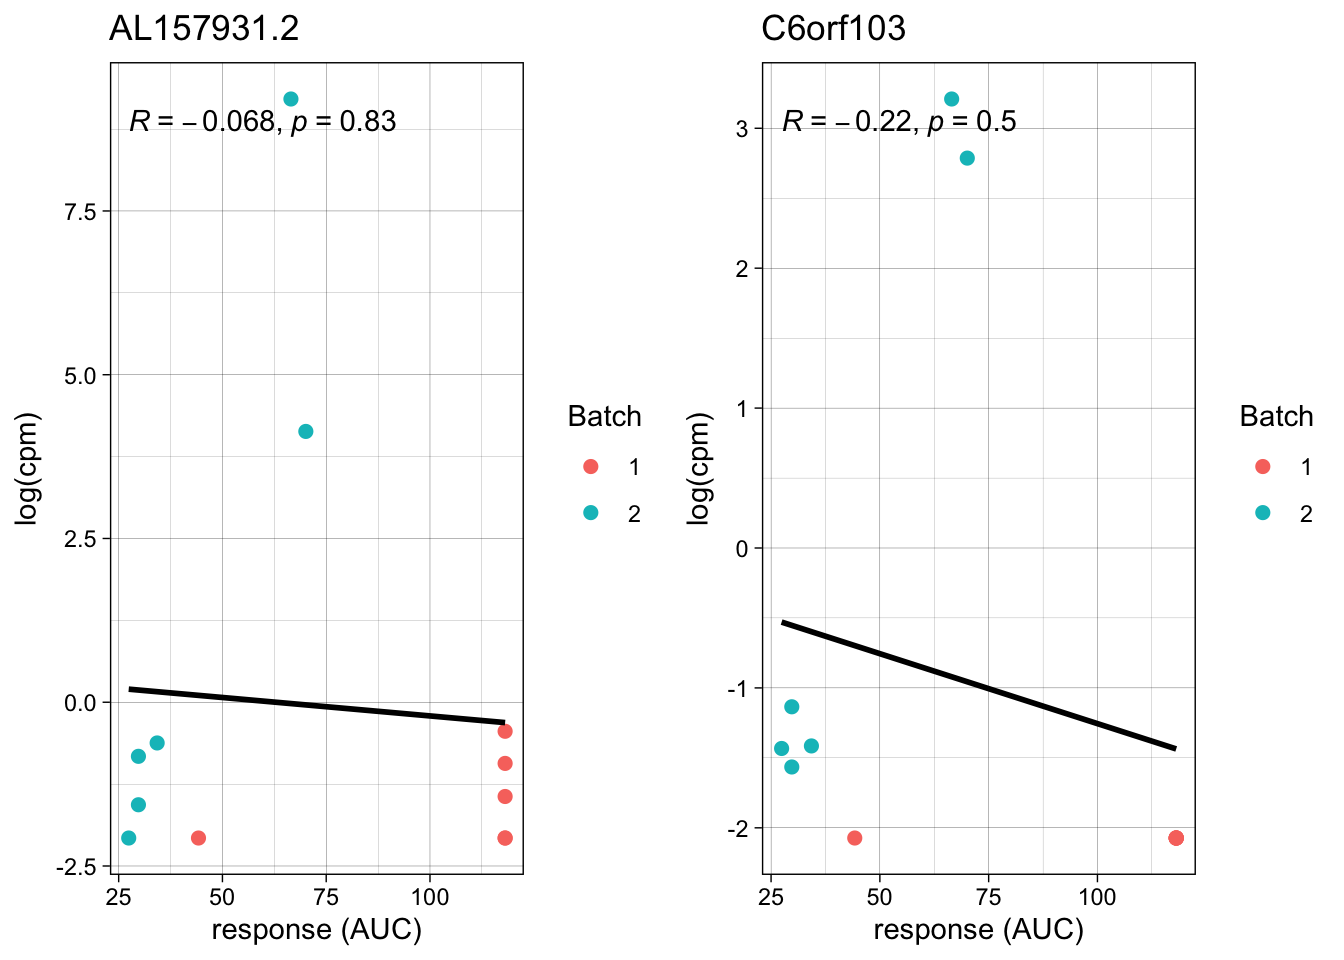 AL157931.2
R = −0.068, p = 0.83
7.5
5.0
2.5
0.0
-2.5
log(cpm)
25 50 75 100
response (AUC)
Batch
1
2
C6orf103
R = −0.22, p = 0.5
3
2
1
0
-1
-2
log(cpm)
25 50 75 100
response (AUC)
Batch
1
2